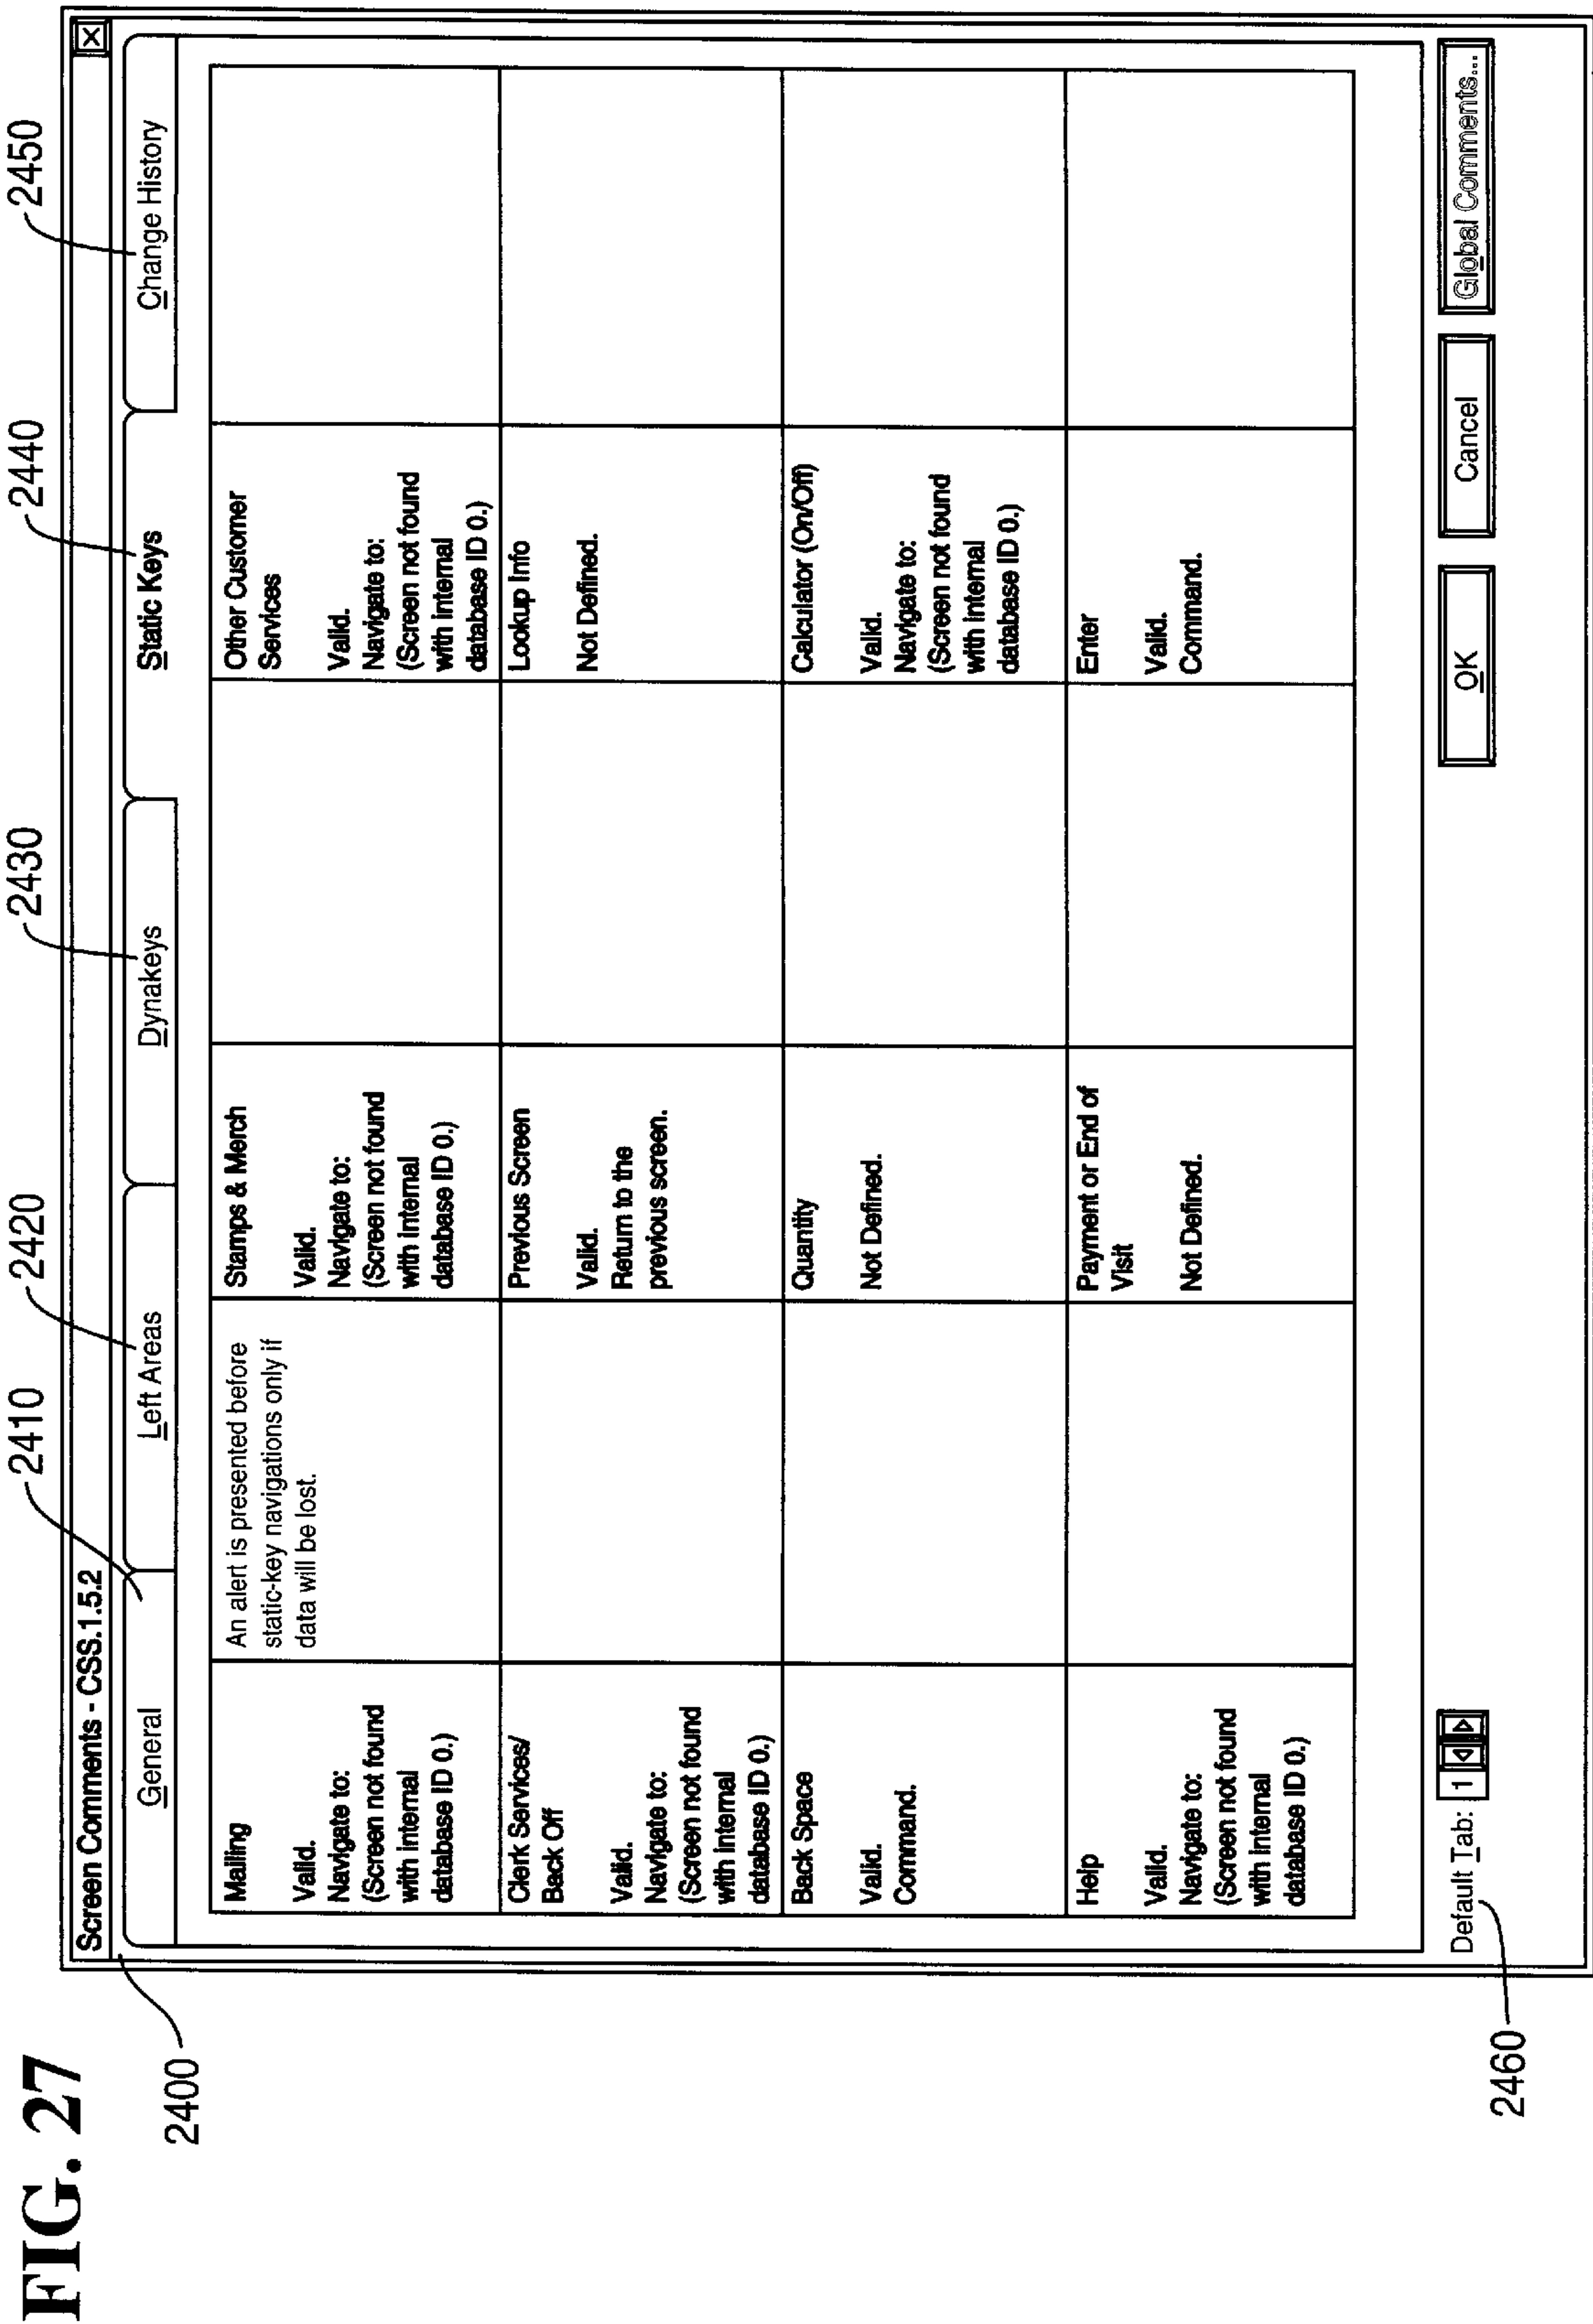 FIG. 27
2410
2420
2430
2440
2450
2400
Screen Comments - CSS.1.5.2
General
Left Areas
Dynakeys
Static Keys
Change History
Mailing
Valid.
Navigate to:
(Screen not found
with internal
database ID 0.)
An alert is presented before
static-key navigations only if
data will be lost.
Stamps & Merch
Valid.
Navigate to:
(Screen not found
with internal
database ID 0.)
Other Customer
Services
Valid.
Navigate to:
(Screen not found
with internal
database ID 0.)
Clerk Services/
Back Off
Valid.
Navigate to:
(Screen not found
with internal
database ID 0.)
Previous Screen
Valid.
Return to the
previous screen.
Lookup Info
Not Defined.
Back Space
Valid.
Command.
Quantity
Not Defined.
Calculator (On/Off)
Valid.
Navigate to:
(Screen not found
with internal
database ID 0.)
Help
Valid.
Navigate to:
(Screen not found
with internal
database ID 0.)
Payment or End of
Visit
Not Defined.
Enter
Valid.
Command.
Default Tab: 1
OK
Cancel
Global Comments...
2460